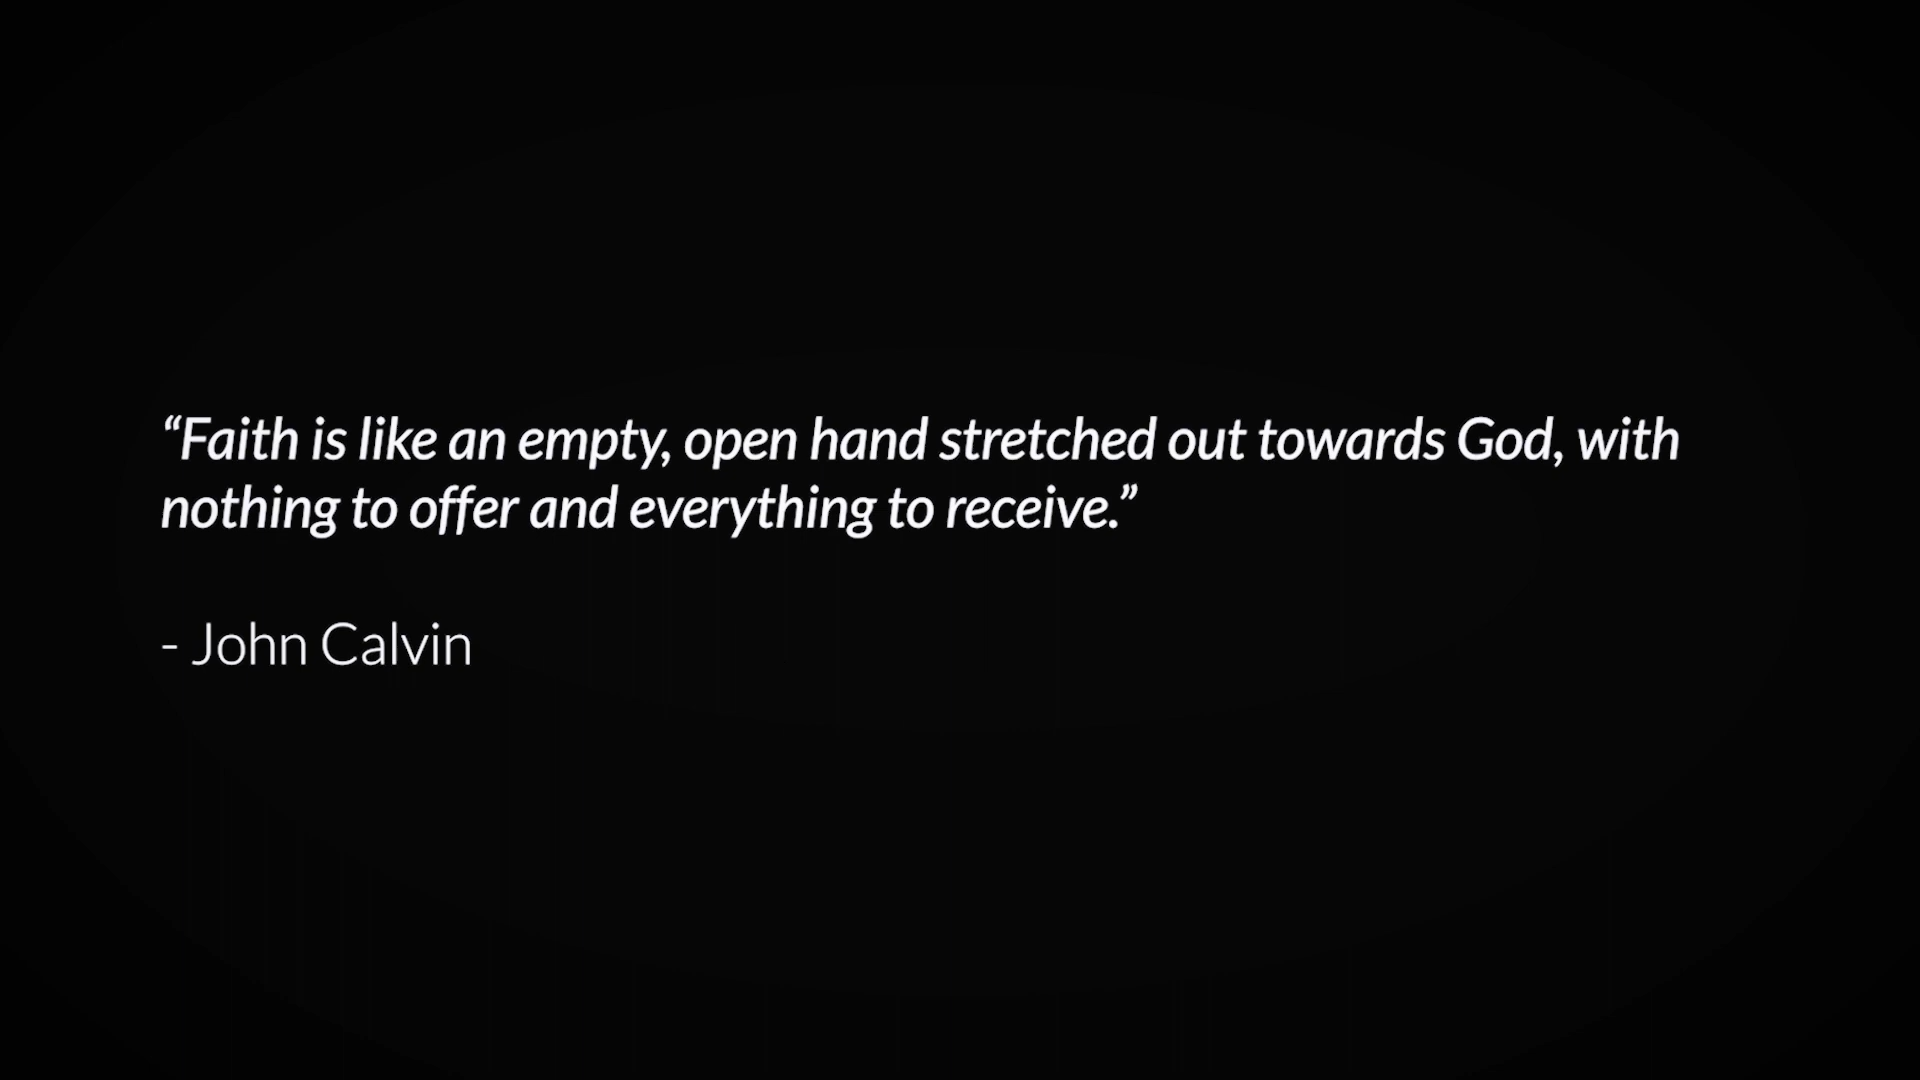 “Faith is like an empty, open hand stretched out towards God, with
nothing to offer and everything to receive.”
- John Calvin